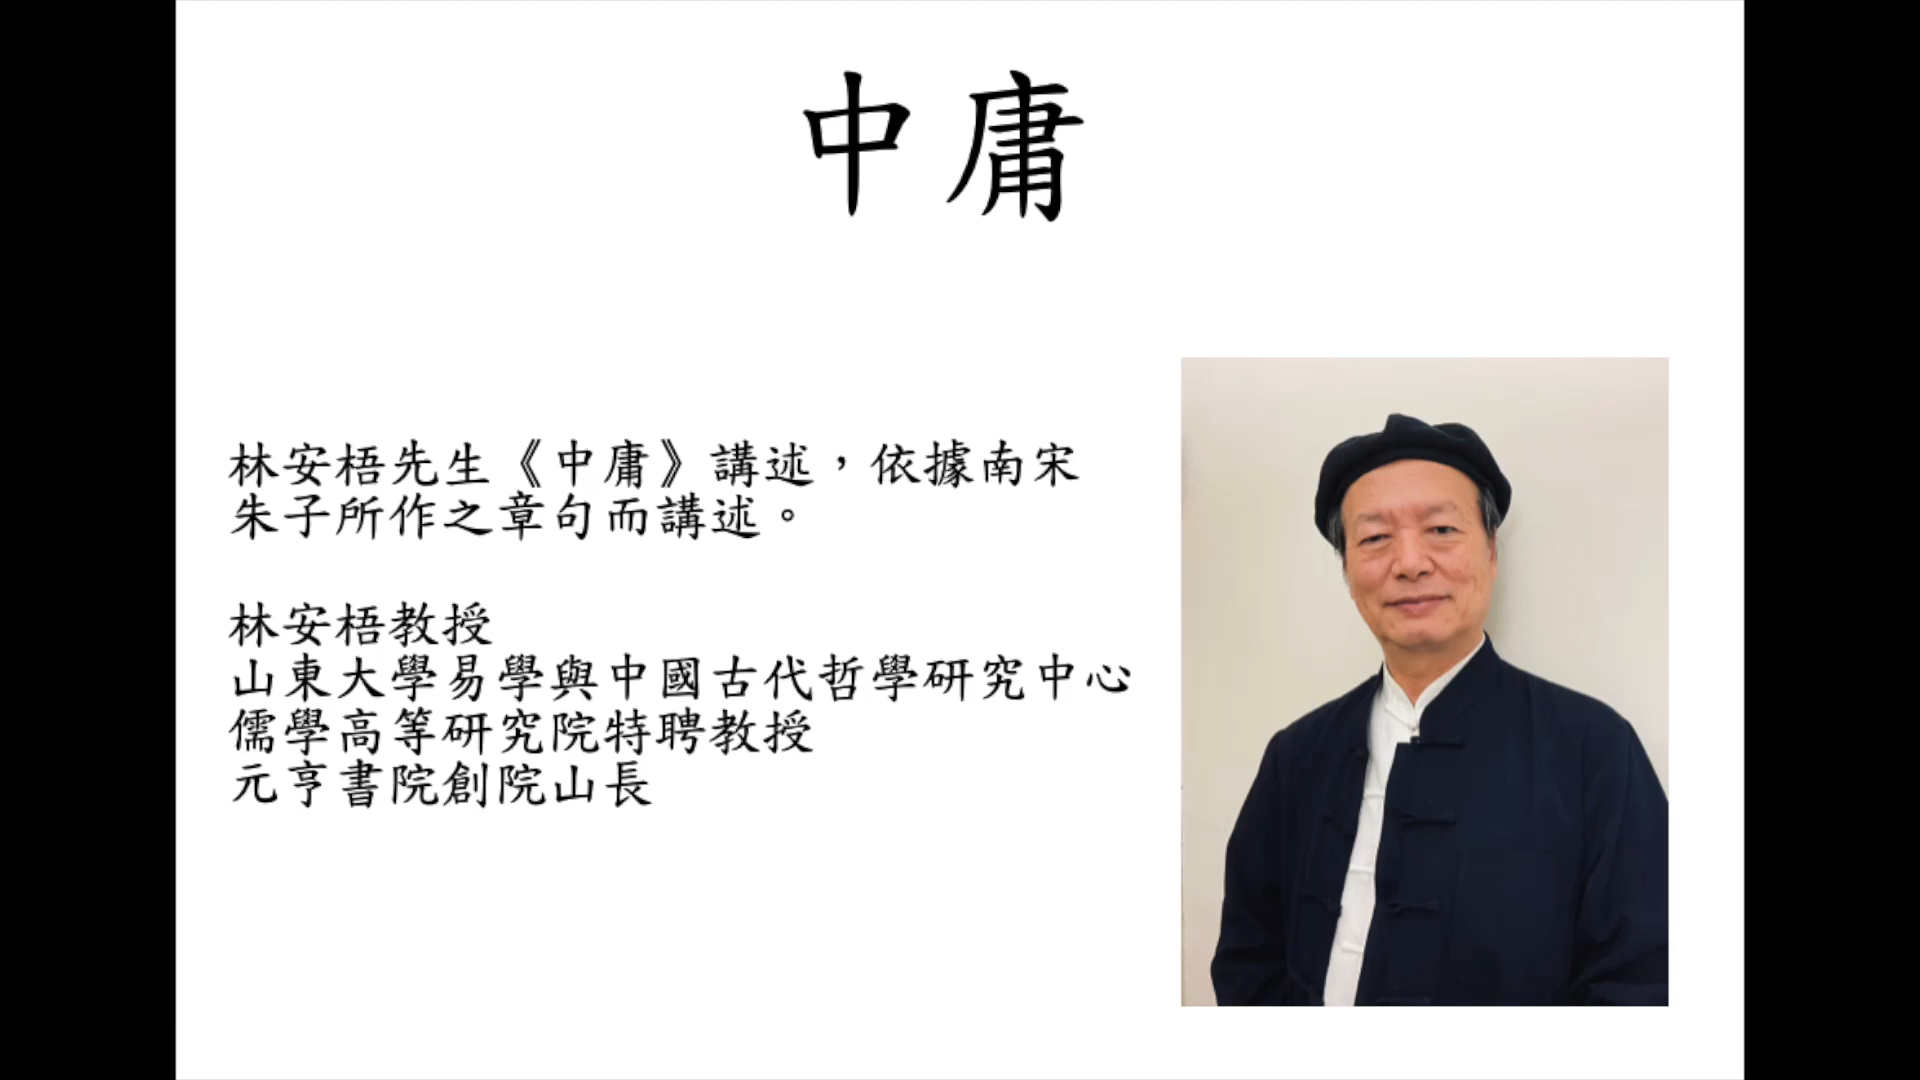 中庸
林安梧先生《中庸》講述，依據南宋
朱子所作之章句而講述。
林安梧教授
山東大學易學與中國古代哲學研究中心
儒學高等研究院特聘教授
元亨書院創院山長